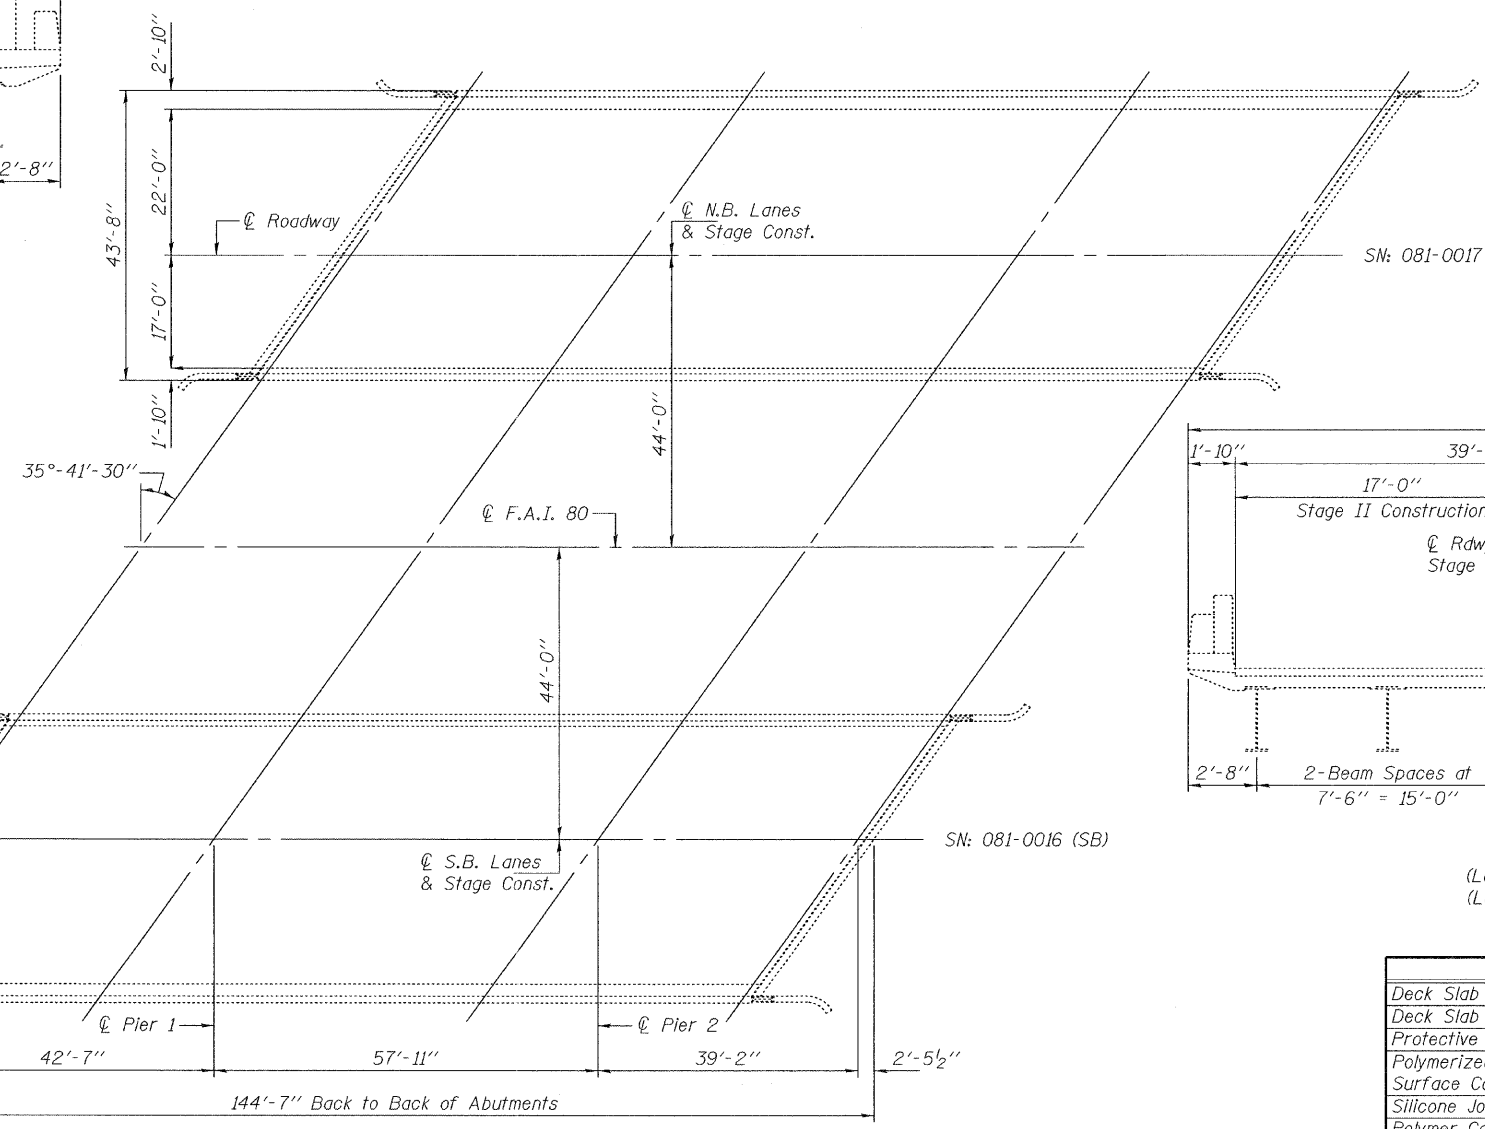 2'-10"
2'-8"
22'-0"
43'-8"
℄ Roadway
℄ N.B. Lanes
& Stage Const.
SN: 081-0017
17'-0"
1'-10"
44'-0"
35°-41'-30"
℄ F.A.I. 80
1'-10"
39'-
17'-0"
Stage II Construction
℄ Rdw
Stage
44'-0"
2'-8"
2-Beam Spaces at
7'-6" = 15'-0"
SN: 081-0016 (SB)
℄ S.B. Lanes
& Stage Const.
℄ Pier 1
℄ Pier 2
42'-7"
57'-11"
39'-2"
2'-5½"
144'-7" Back to Back of Abutments
Deck Slab
Deck Slab
Protective
Polymerize
Surface Co
Silicone Jo